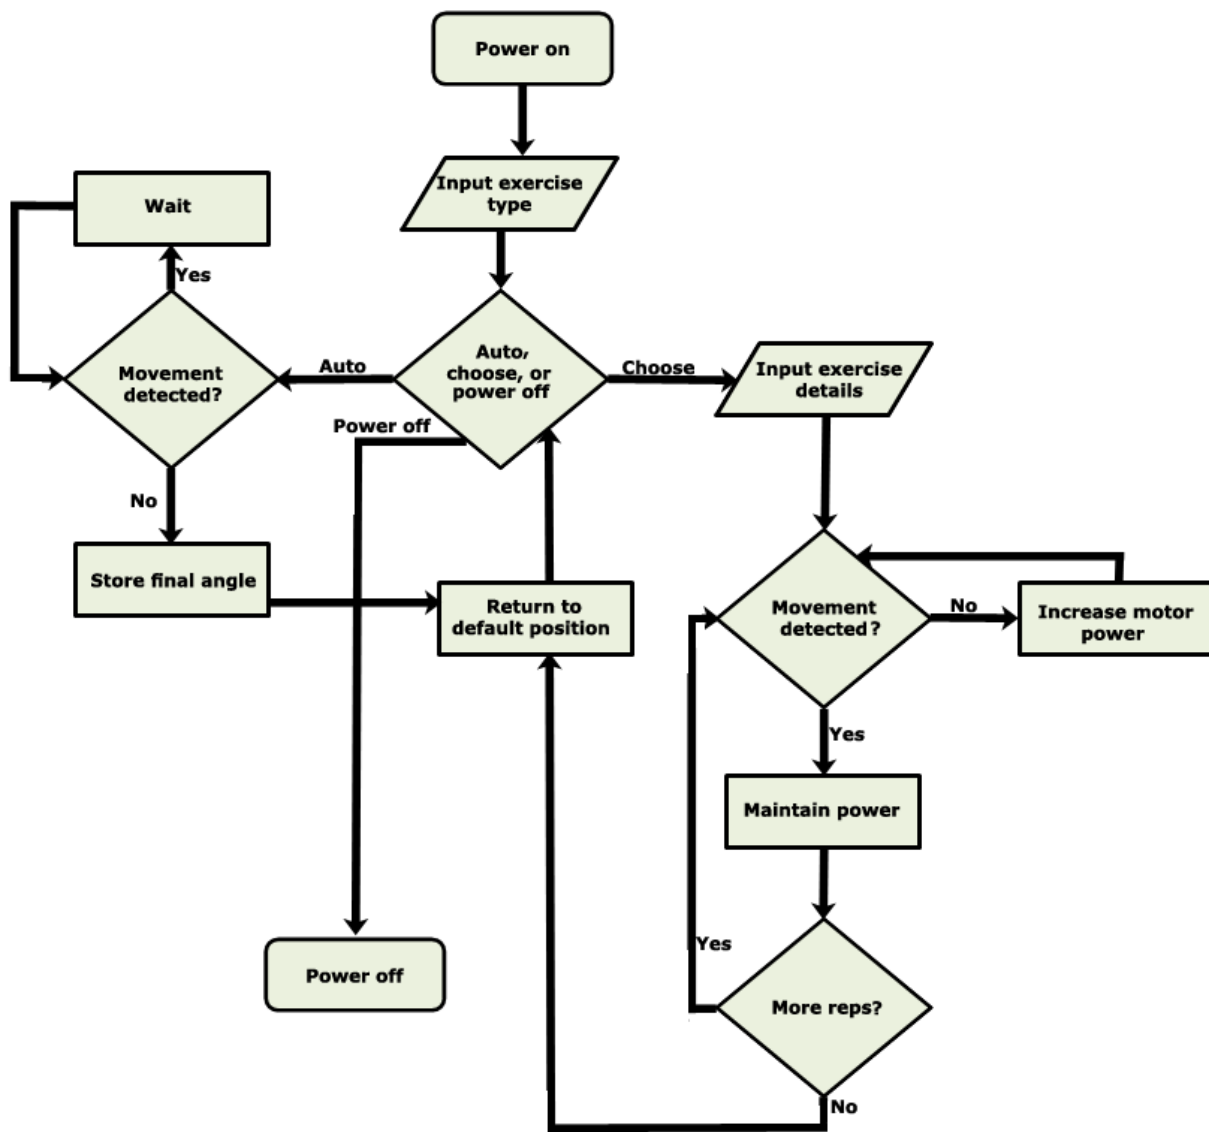 Power on
Input exercise
type
Wait
Yes
Auto,
choose, or
power off
Auto
Choose
Movement
detected?
Input exercise
details
Power off
No
Store final angle
Return to
default position
Movement
detected?
No
Increase motor
power
Yes
Maintain power
Yes
Power off
More reps?
No